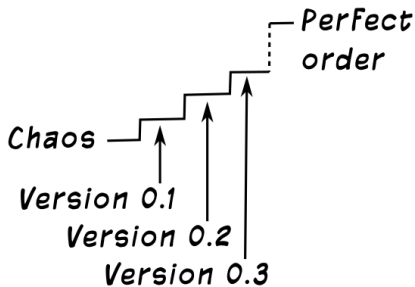 Perfect
order
Chaos
Version 0.1
Version 0.2
Version 0.3